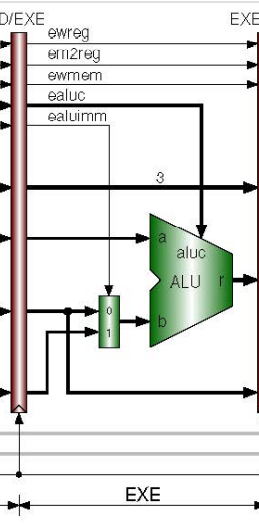 D/EXE EXE
ewreg
em2reg
ewmem
ealuc
ealuimm
3
a
aluc
ALU r
0
1
b
EXE